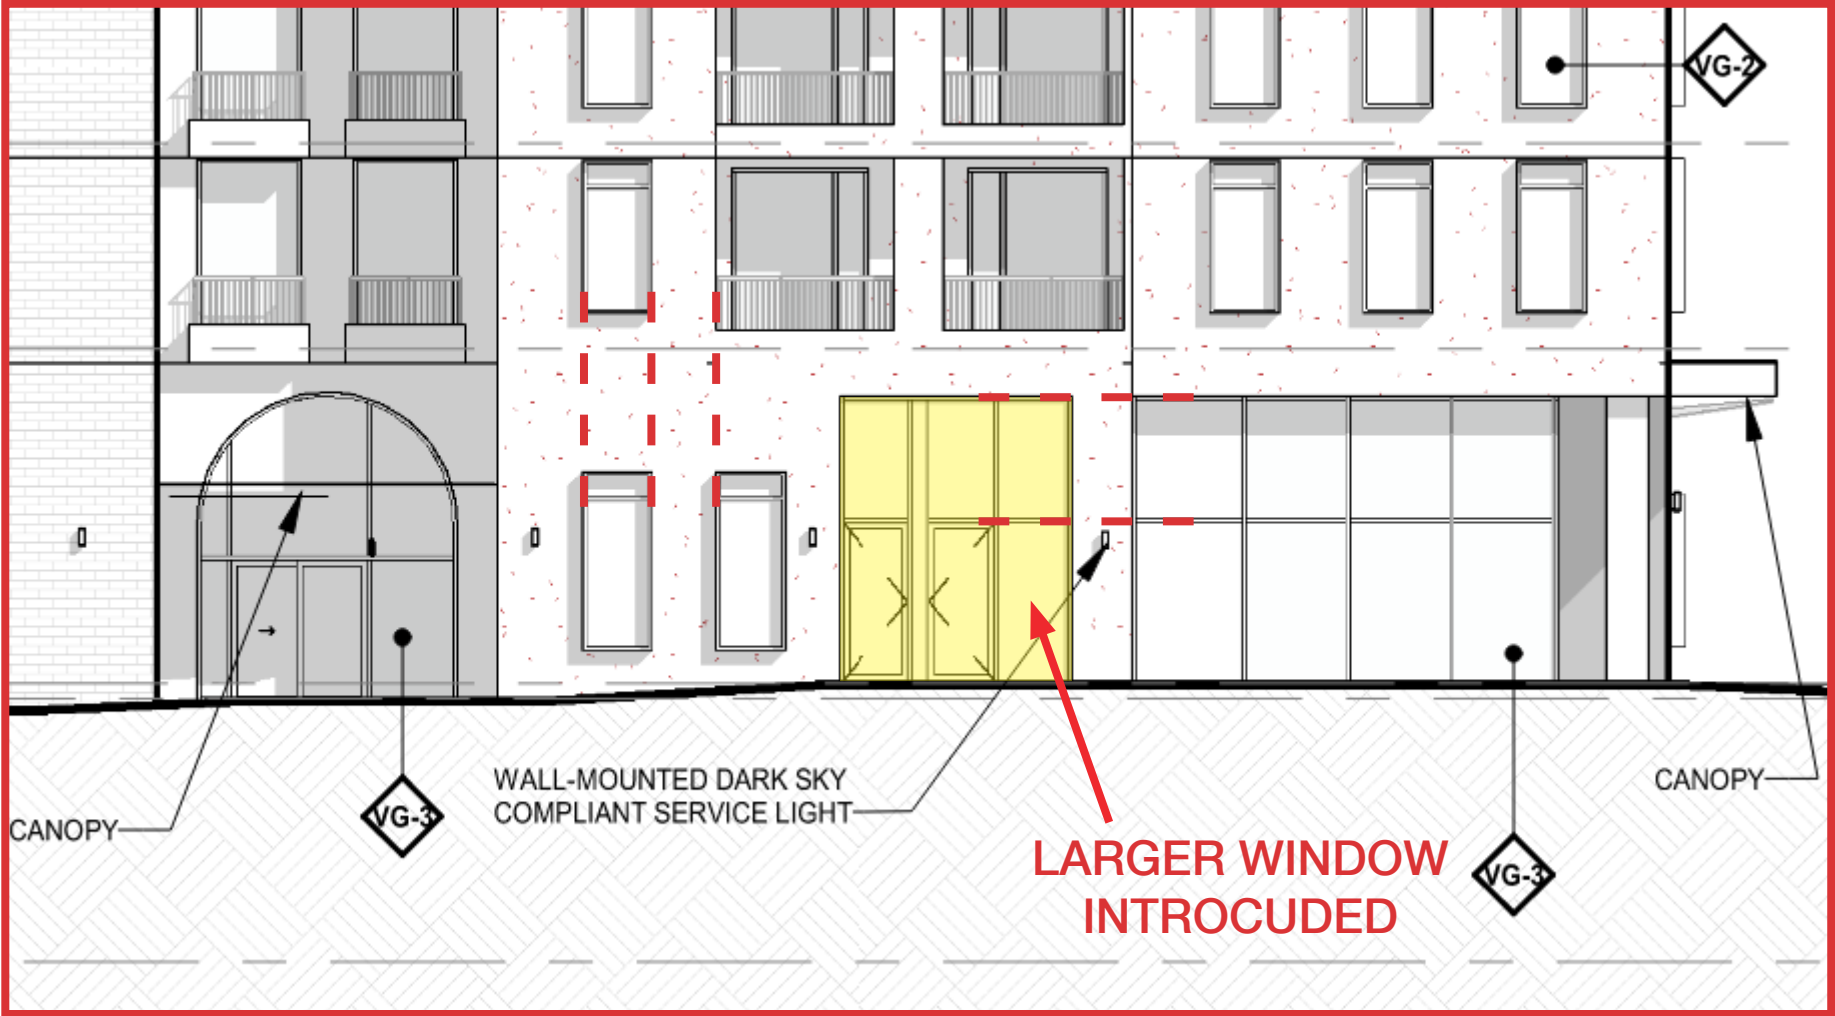 VG-2
WALL-MOUNTED DARK SKY
COMPLIANT SERVICE LIGHT
CANOPY
CANOPY
VG-3
LARGER WINDOW
INTROCUDED
VG-3